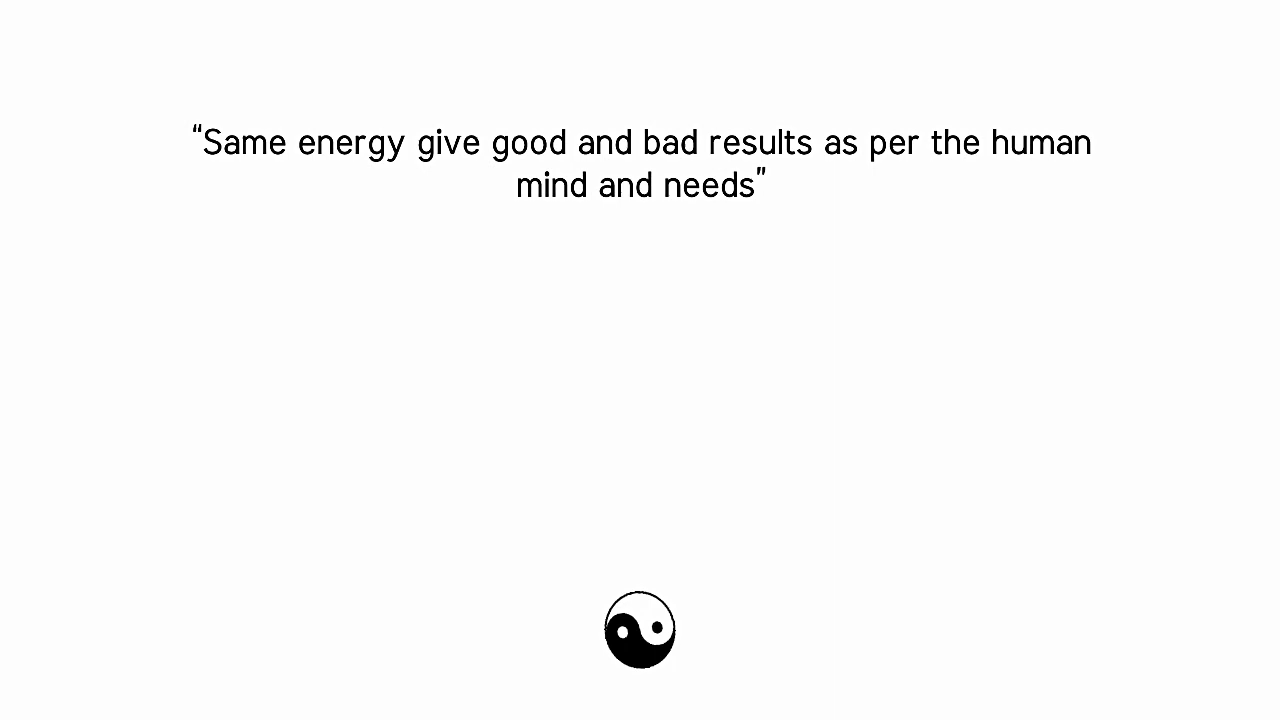 “Same energy give good and bad results as per the human
mind and needs”